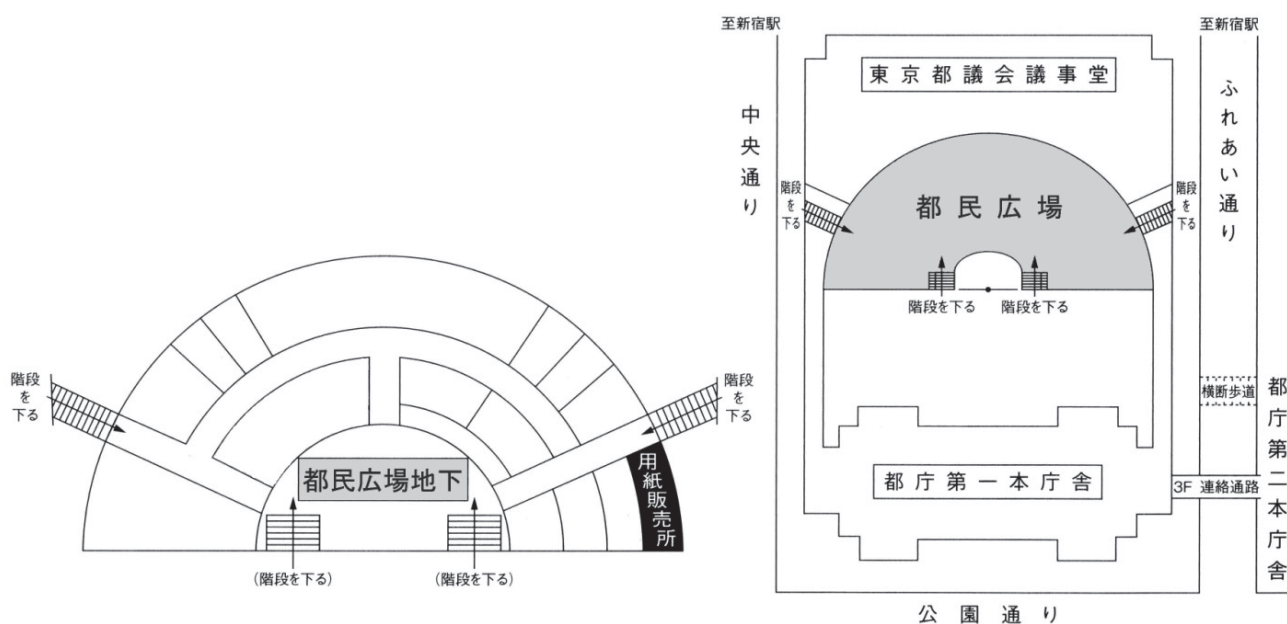 階段
を
下る
階段
を
下る
都民広場地下
用紙販売所
(階段を下る)
(階段を下る)
至新宿駅
至新宿駅
東京都議会議事堂
中央通り
ふれあい通り
階段
を
下る
階段
を
下る
都民広場
階段を下る
階段を下る
横断歩道
都庁第二本庁舎
都庁第一本庁舎
3F 連絡通路
公園通り